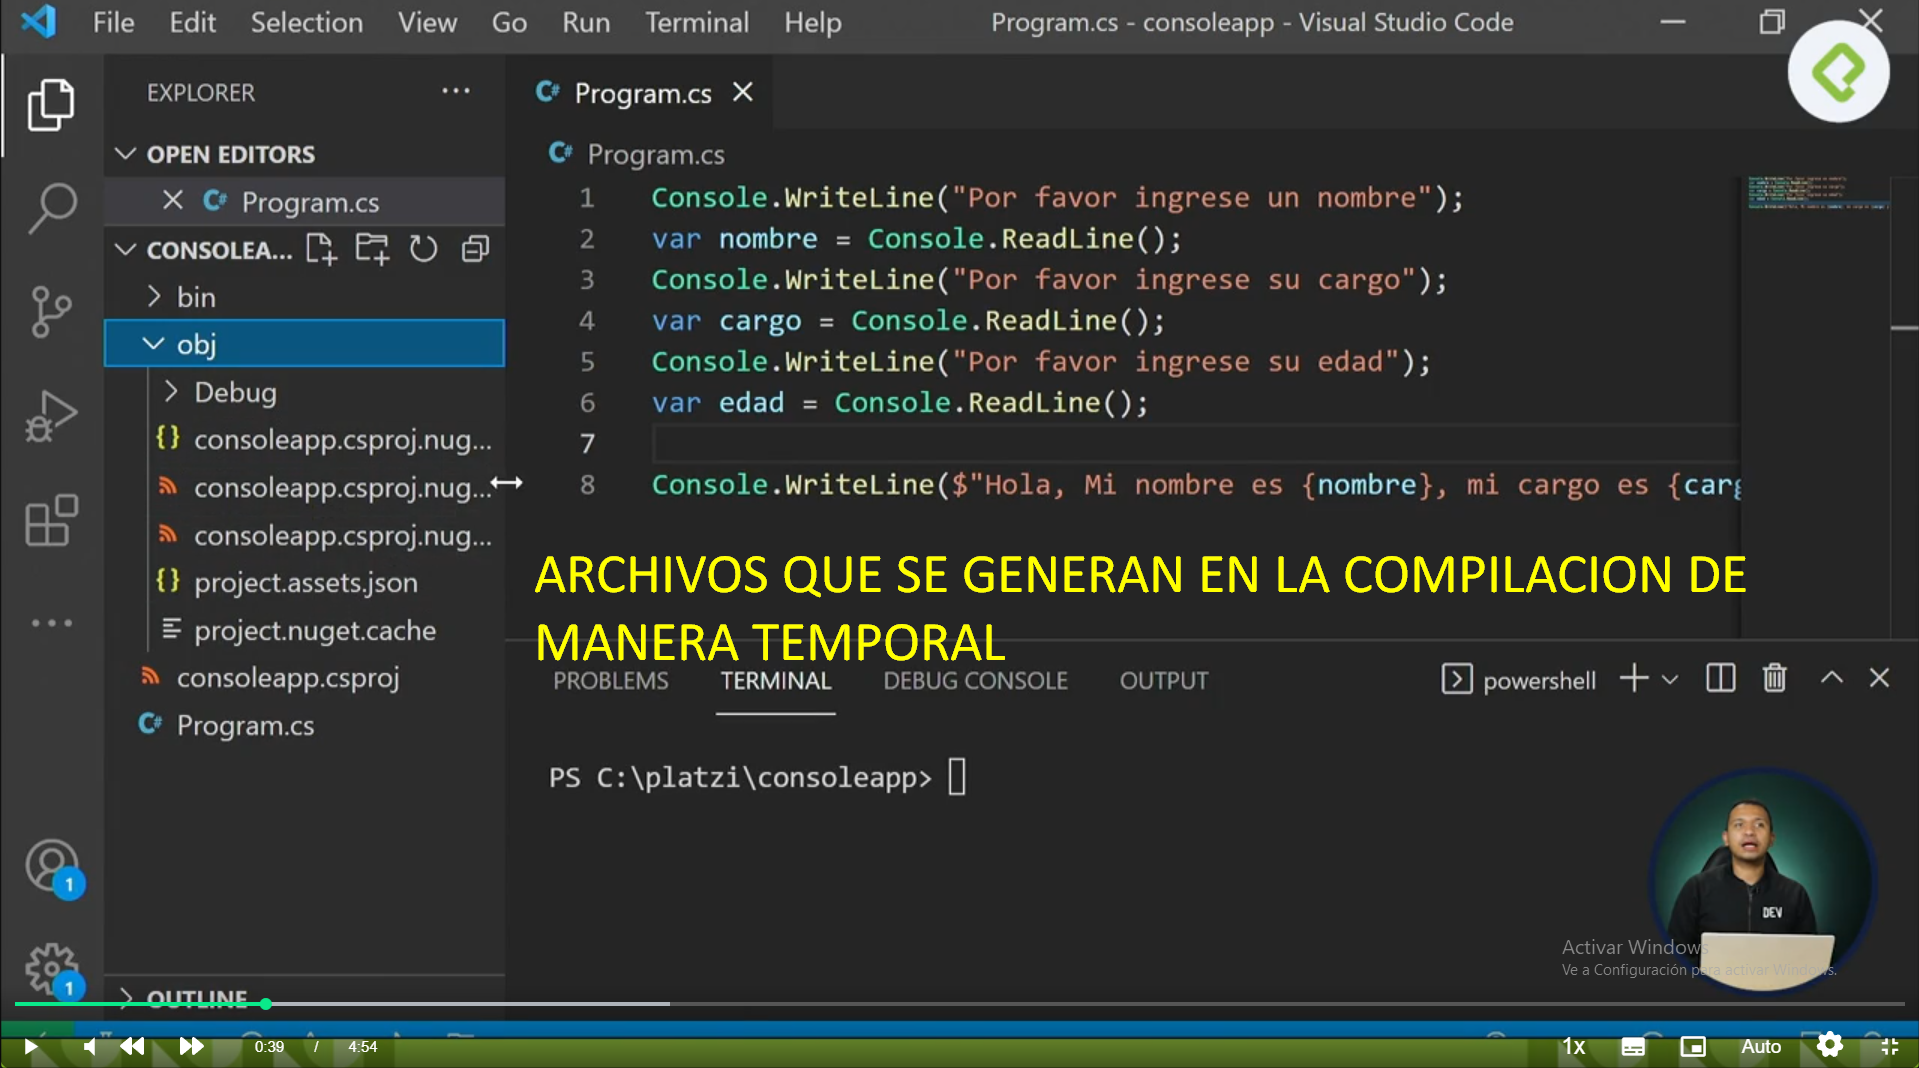 File Edit Selection View Go Run Terminal Help Program.cs - consoleapp - Visual Studio Code
EXPLORER
OPEN EDITORS
Program.cs
CONSOLEA...
bin
obj
Debug
consoleapp.csproj.nug...
consoleapp.csproj.nug...
consoleapp.csproj.nug...
project.assets.json
project.nuget.cache
consoleapp.csproj
Program.cs
OUTLINE
1
1
Program.cs
Program.cs
1 Console.WriteLine("Por favor ingrese un nombre");
2 var nombre = Console.ReadLine();
3 Console.WriteLine("Por favor ingrese su cargo");
4 var cargo = Console.ReadLine();
5 Console.WriteLine("Por favor ingrese su edad");
6 var edad = Console.ReadLine();
7
8 Console.WriteLine($"Hola, Mi nombre es {nombre}, mi cargo es {carg
ARCHIVOS QUE SE GENERAN EN LA COMPILACION DE
MANERA TEMPORAL
PROBLEMS TERMINAL DEBUG CONSOLE OUTPUT powershell
PS C:\platzi\consoleapp>
DEV
Activar Windows
Ve a Configuración para activar Windows.
0:39 / 4:54 1x Auto